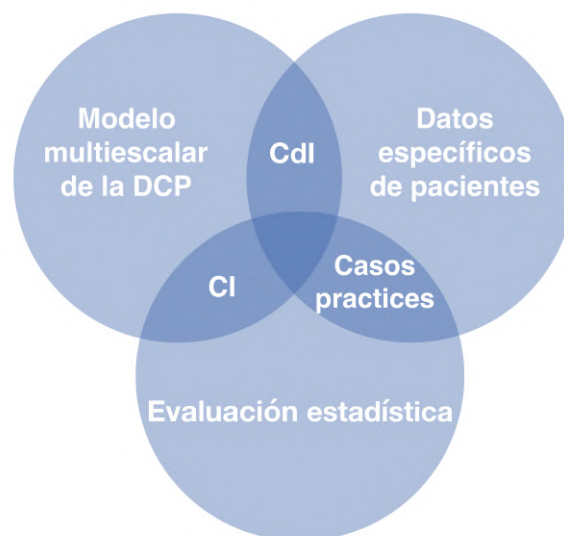 Modelo
multiescalar
de la DCP
CdI
Datos
específicos
de pacientes
CI
Casos
practices
Evaluación estadística